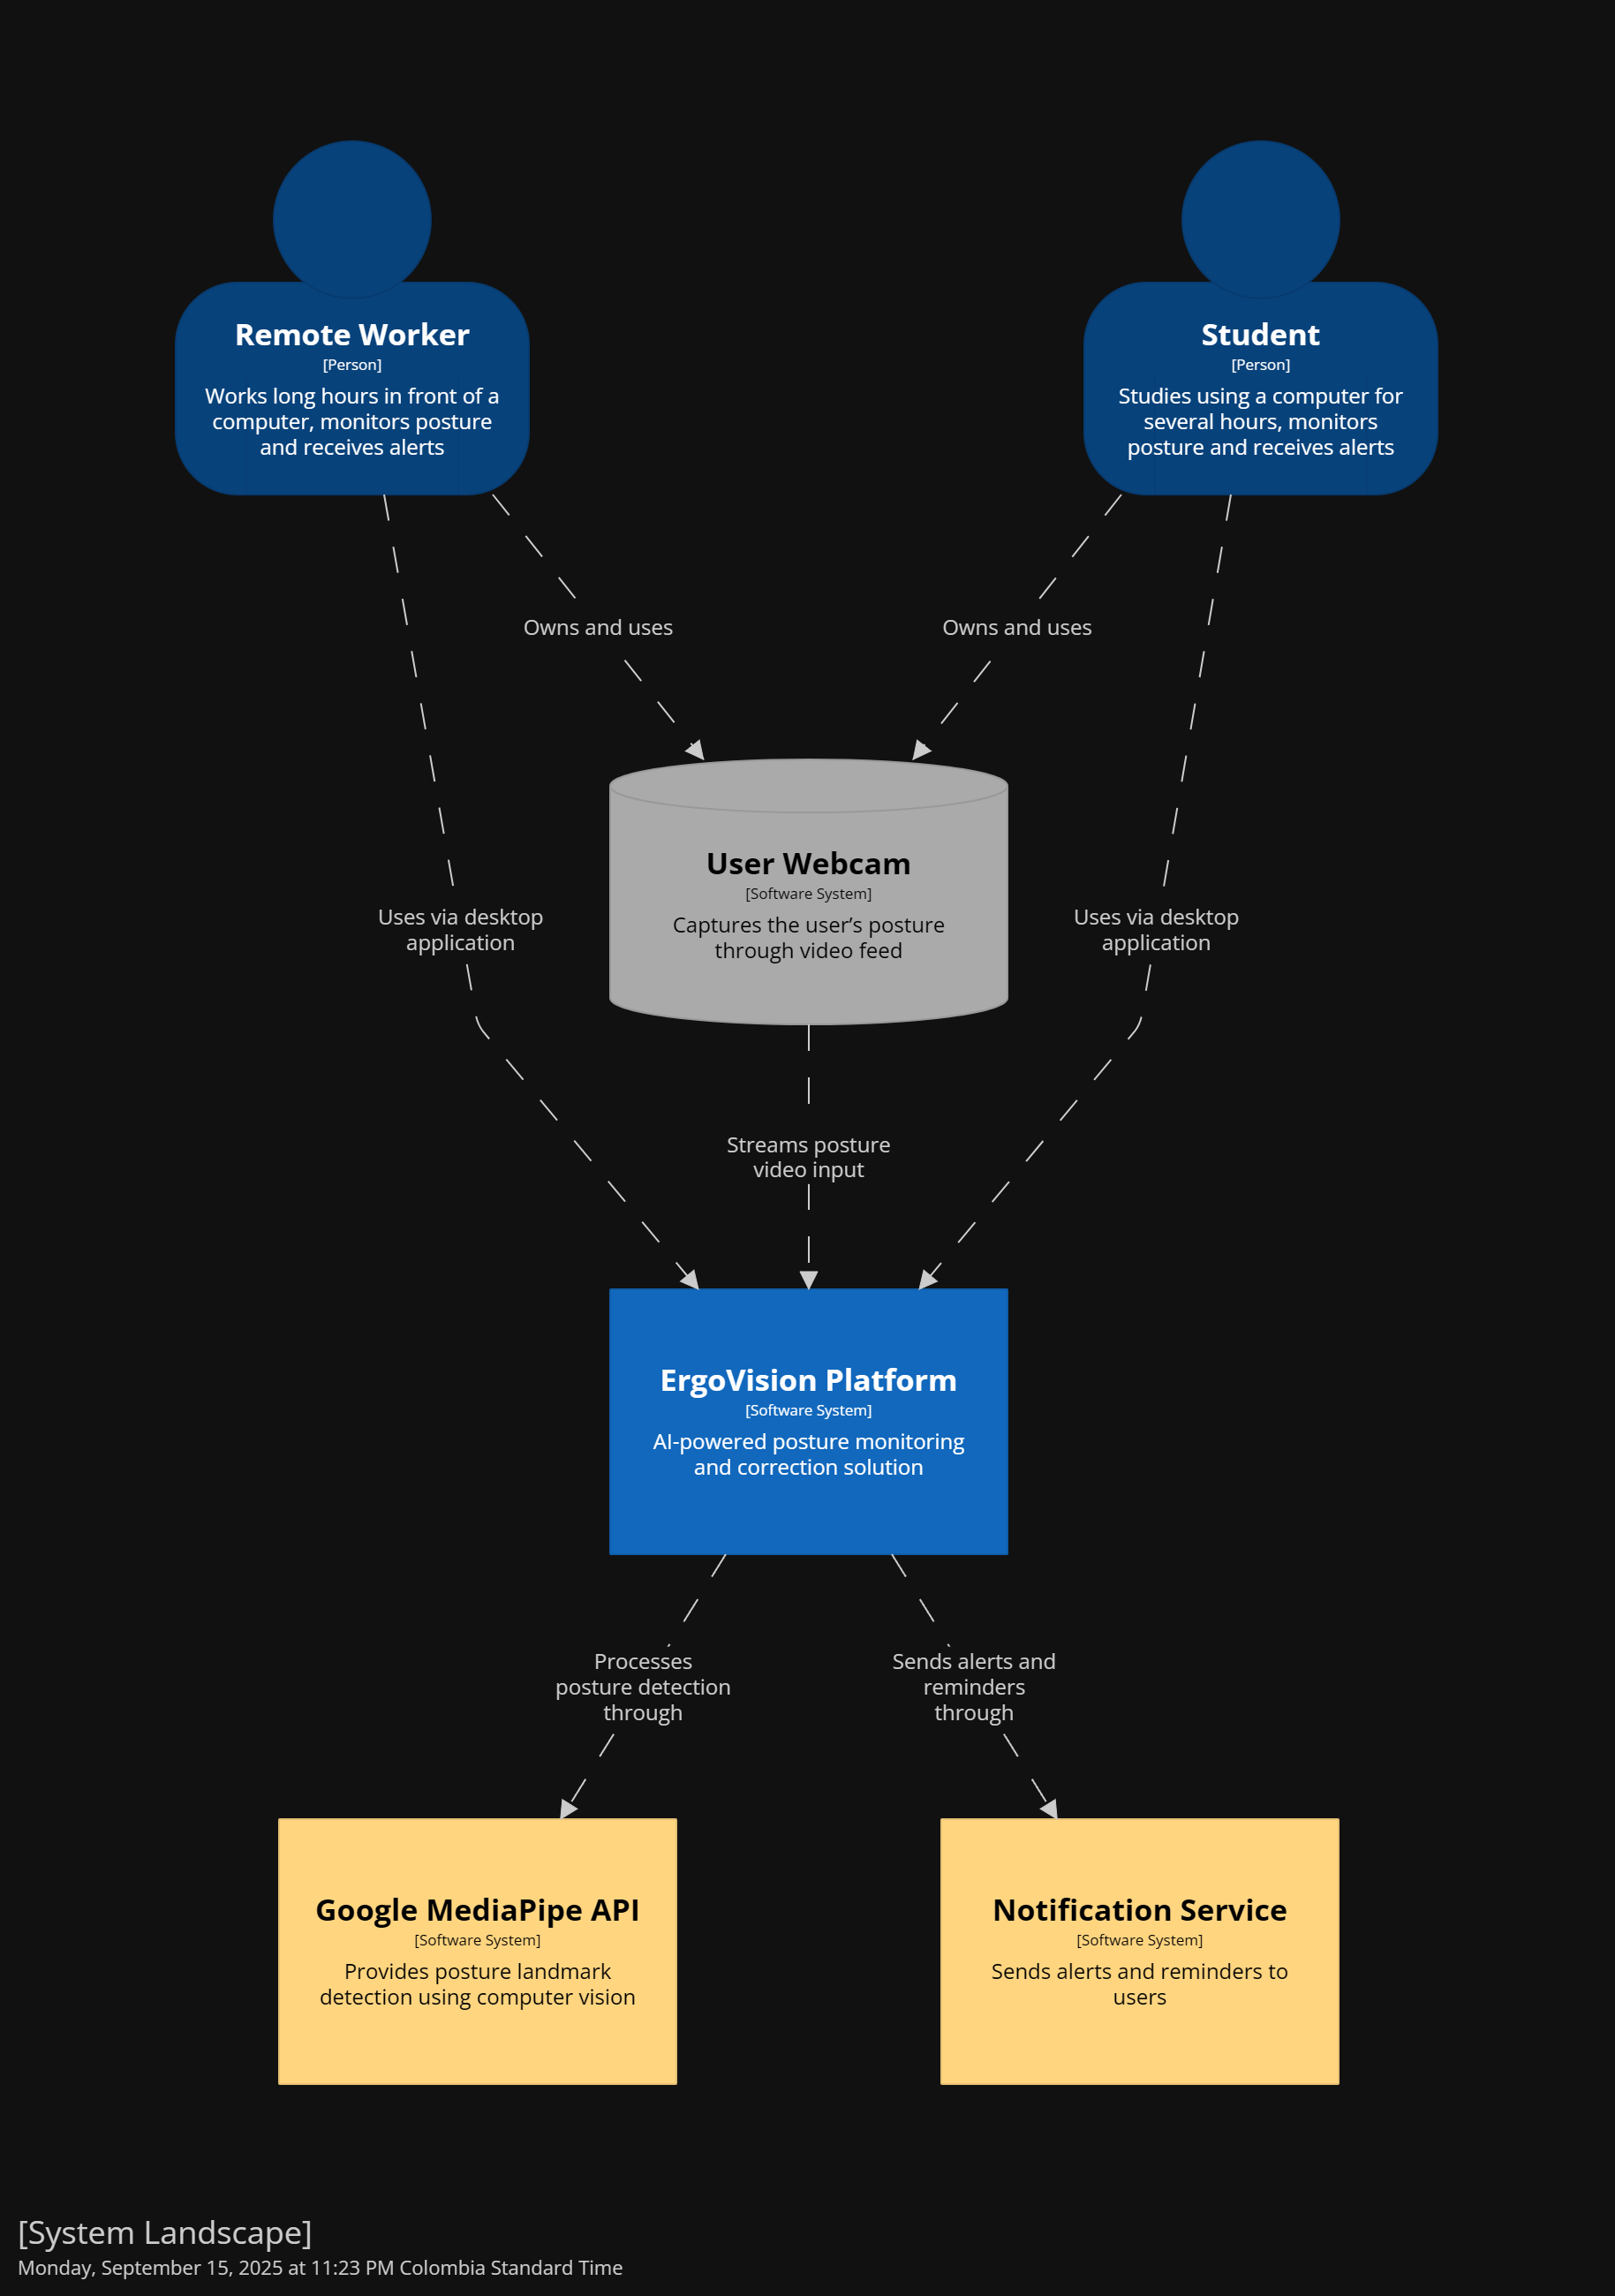 Remote Worker
[Person]
Works long hours in front of a
computer, monitors posture
and receives alerts
Student
[Person]
Studies using a computer for
several hours, monitors
posture and receives alerts
Owns and uses
Owns and uses
User Webcam
[Software System]
Captures the user’s posture
through video feed
Uses via desktop
application
Uses via desktop
application
Streams posture
video input
ErgoVision Platform
[Software System]
AI-powered posture monitoring
and correction solution
Processes
posture detection
through
Sends alerts and
reminders
through
Google MediaPipe API
[Software System]
Provides posture landmark
detection using computer vision
Notification Service
[Software System]
Sends alerts and reminders to
users
[System Landscape]
Monday, September 15, 2025 at 11:23 PM Colombia Standard Time